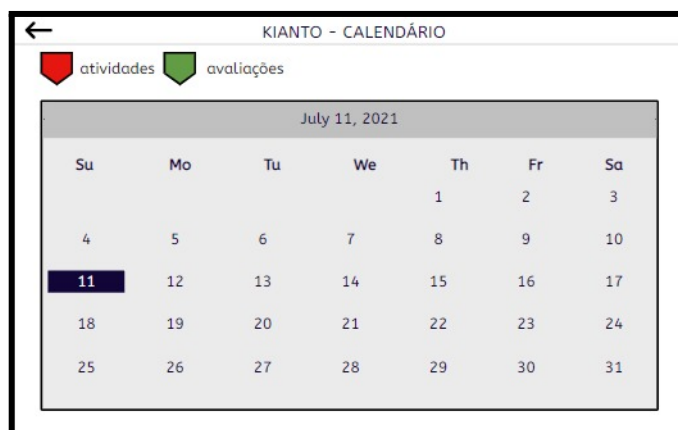 KIANTO - CALENDÁRIO
atividades avaliações
July 11, 2021
Su Mo Tu We Th Fr Sa
1 2 3
4 5 6 7 8 9 10
11 12 13 14 15 16 17
18 19 20 21 22 23 24
25 26 27 28 29 30 31